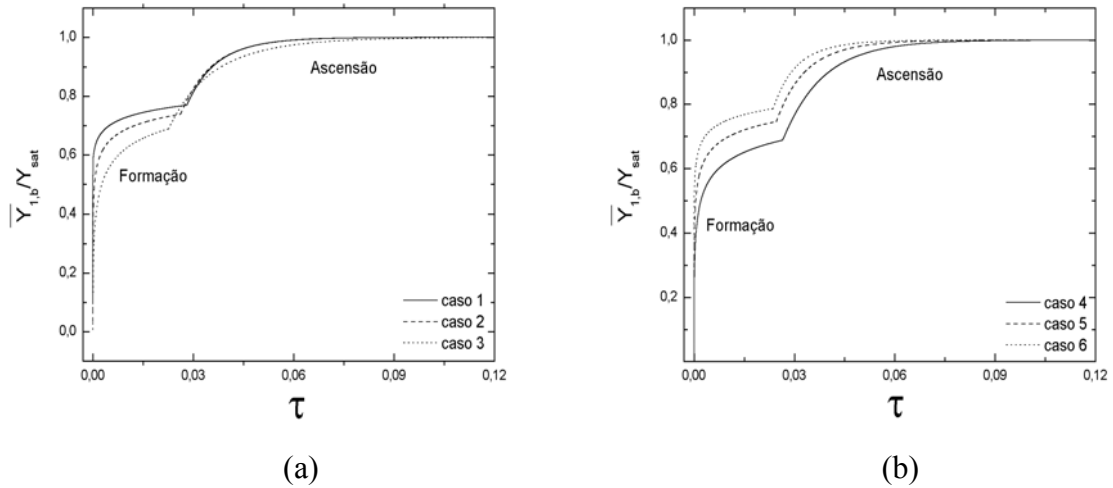 1,0
0,8
0,6
0,4
0,2
0,0
Y1,b/Ysat
Ascensão
Formação
caso 1
caso 2
caso 3
0,00
0,03
0,06
0,09
0,12
τ
(a)
1,0
0,8
0,6
0,4
0,2
Y1,b/Ysat
Ascensão
Formação
caso 4
caso 5
caso 6
0,00
0,03
0,06
0,09
0,12
τ
(b)